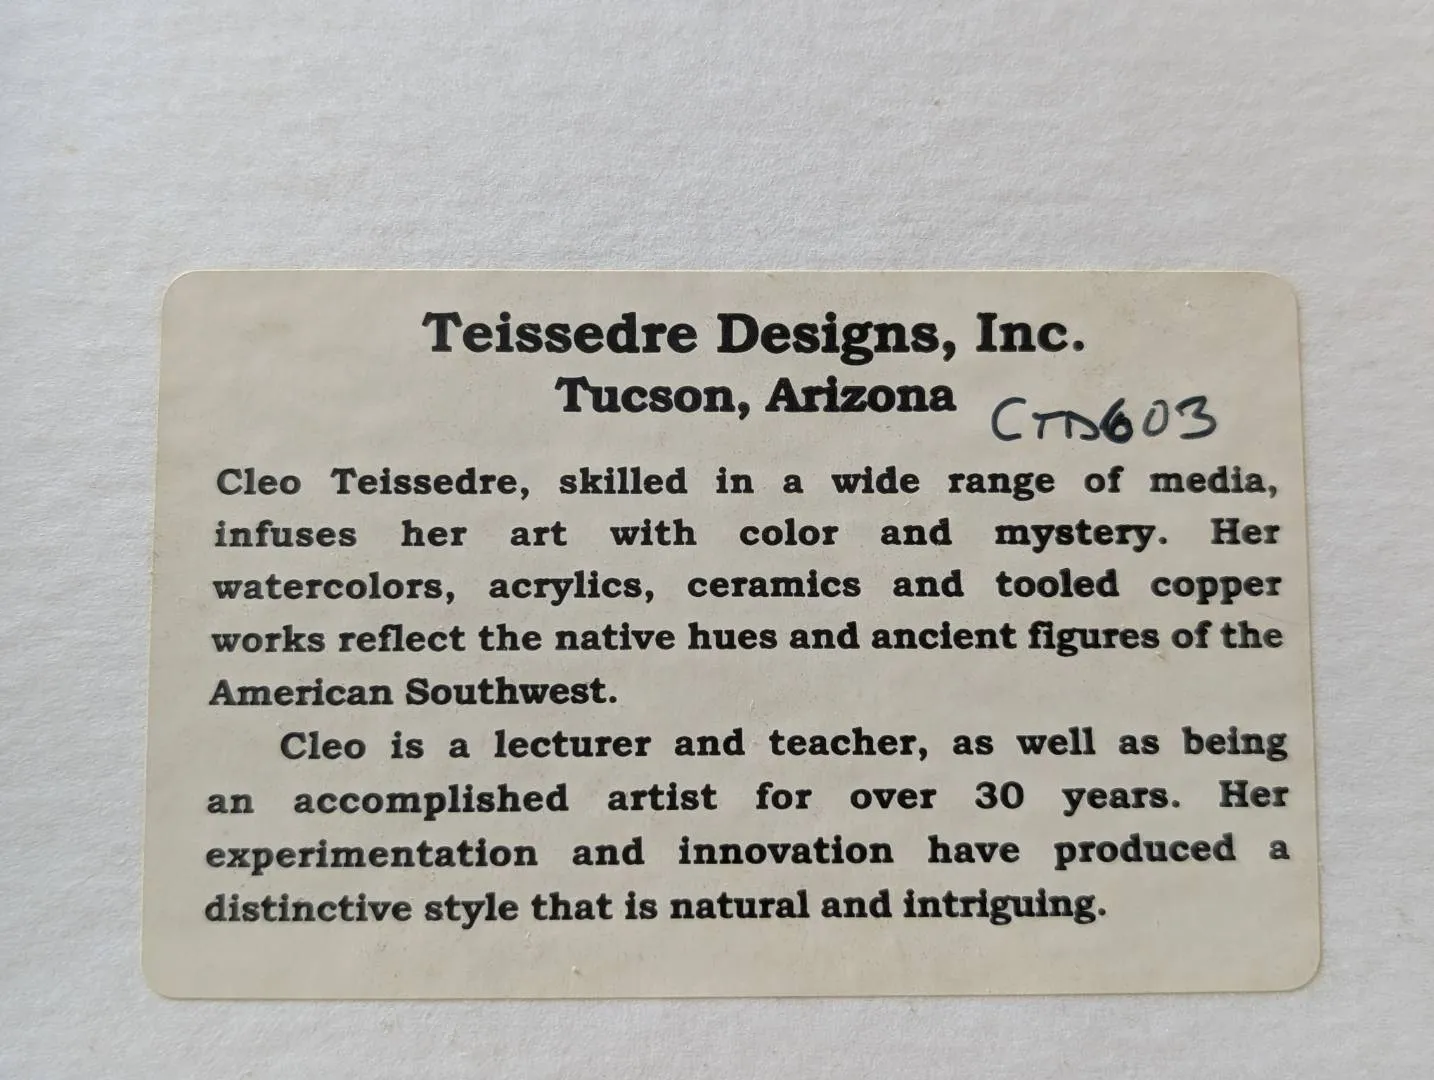 Teissedre Designs, Inc.
Tucson, Arizona
CTD603
Cleo Teissedre, skilled in a wide range of media,
infuses her art with color and mystery. Her
watercolors, acrylics, ceramics and tooled copper
works reflect the native hues and ancient figures of the
American Southwest.
Cleo is a lecturer and teacher, as well as being
an accomplished artist for over 30 years. Her
experimentation and innovation have produced a
distinctive style that is natural and intriguing.